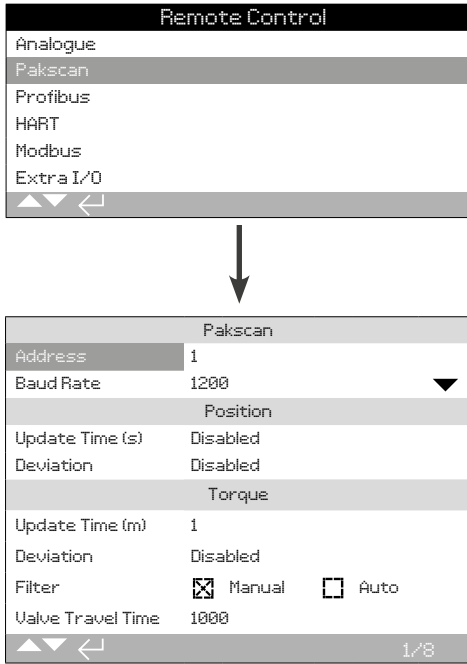 Remote Control
Analogue
Pakscan
Profibus
HART
Modbus
Extra I/O
Pakscan
Address 1
Baud Rate 1200
Position
Update Time (s) Disabled
Deviation Disabled
Torque
Update Time (m) 1
Deviation Disabled
Filter Manual Auto
Valve Travel Time 1000
1/8